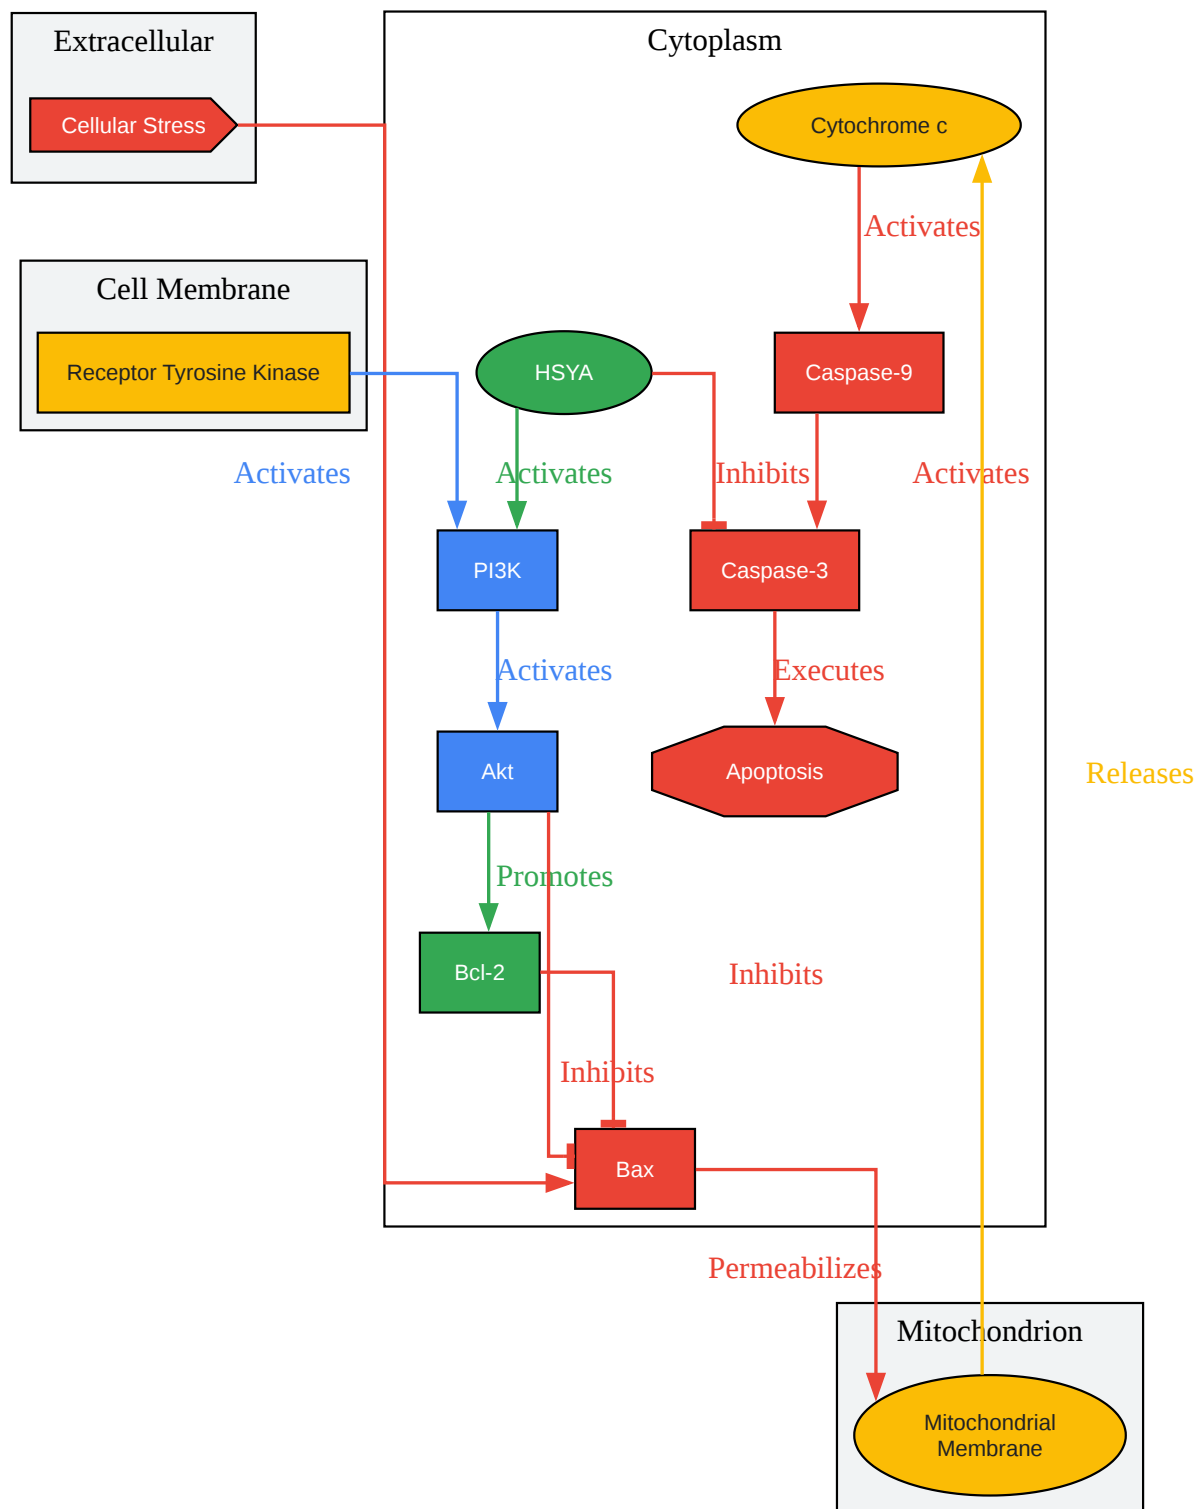 Extracellular
Cytoplasm
Cellular Stress
Cytochrome c
Activates
Cell Membrane
Receptor Tyrosine Kinase
HSYA
Caspase-9
Activates
Activates
Inhibits
Activates
PI3K
Caspase-3
Activates
Executes
Akt
Apoptosis
Releases
Promotes
Bcl-2
Inhibits
Inhibits
Bax
Permeabilizes
Mitochondrion
Mitochondrial
Membrane